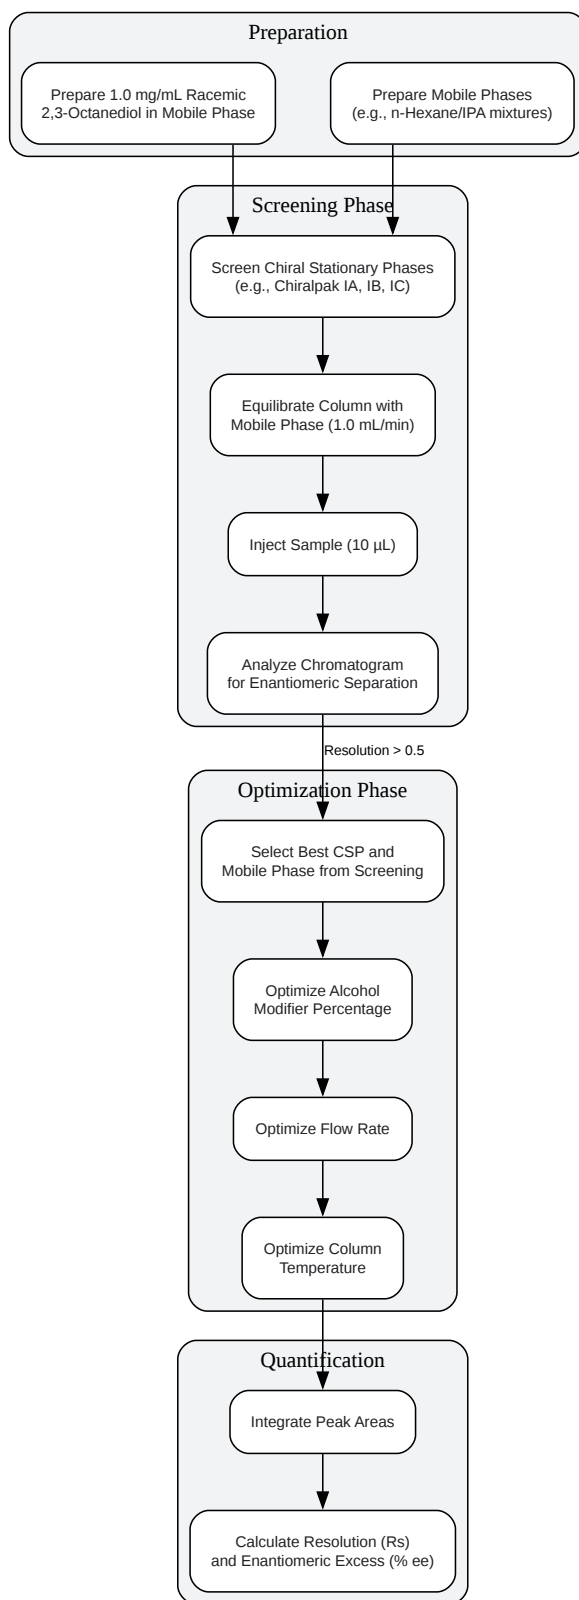 Preparation
Prepare 1.0 mg/mL Racemic
2,3-Octanediol in Mobile Phase
Prepare Mobile Phases
(e.g., n-Hexane/IPA mixtures)
Screening Phase
Screen Chiral Stationary Phases
(e.g., Chiralpak IA, IB, IC)
Equilibrate Column with
Mobile Phase (1.0 mL/min)
Inject Sample (10 µL)
Analyze Chromatogram
for Enantiomeric Separation
Resolution > 0.5
Optimization Phase
Select Best CSP and
Mobile Phase from Screening
Optimize Alcohol
Modifier Percentage
Optimize Flow Rate
Optimize Column
Temperature
Quantification
Integrate Peak Areas
Calculate Resolution (Rs)
and Enantiomeric Excess (% ee)